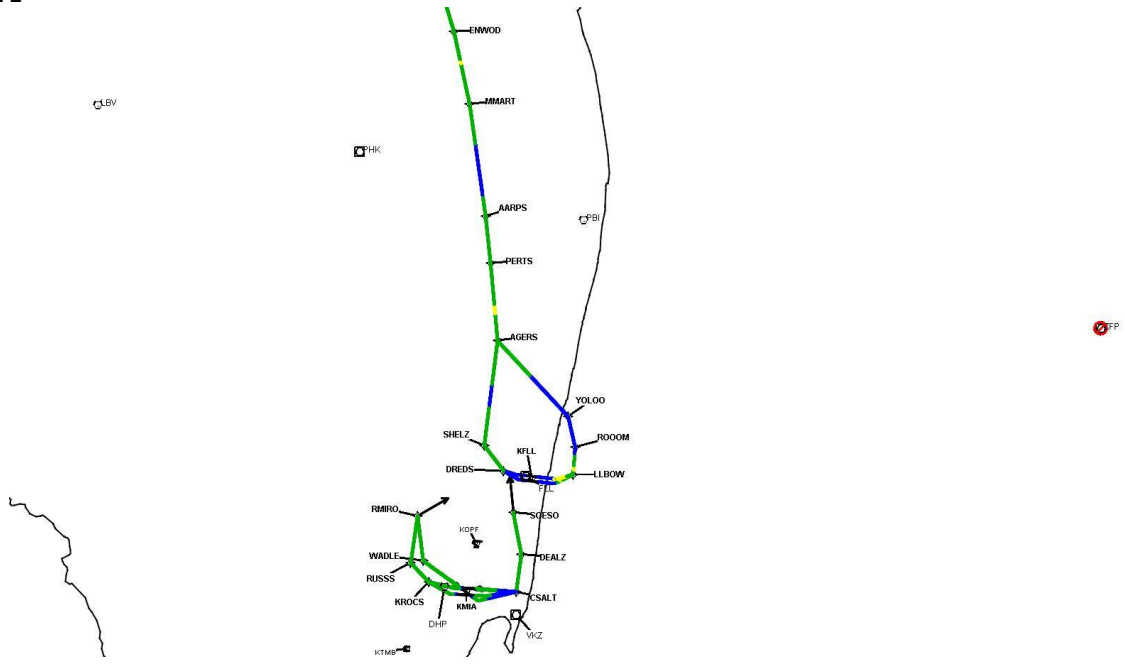 ENWOD
LBV
MMART
PHK
AARPS
PBI
PERTS
ZFP
AGERS
YOLOO
SHELZ
ROOOM
KFLL
DREDS
LLBOW
FLL
RMIRO
SOESO
KOPF
WADLE
DEALZ
RUSSS
KROCS
CSALT
KMIA
DHP
VKZ
KTMB